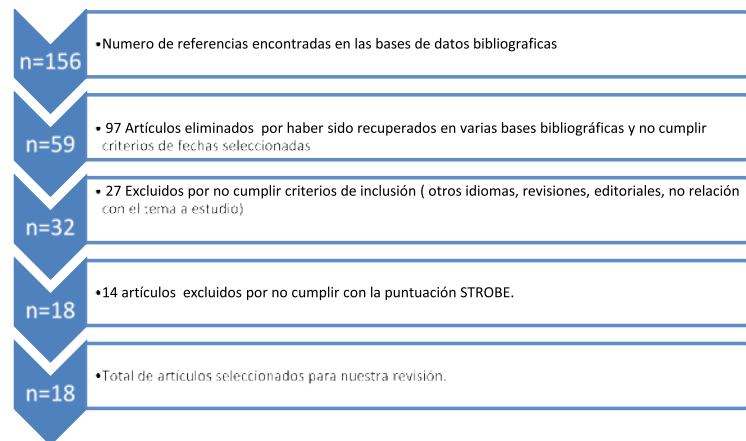 n=156
•Numero de referencias encontradas en las bases de datos bibliograficas
n=59
• 97 Artículos eliminados por haber sido recuperados en varias bases bibliográficas y no cumplir
criterios de fechas seleccionadas
n=32
• 27 Excluidos por no cumplir criterios de inclusión ( otros idiomas, revisiones, editoriales, no relación
con el tema a estudio)
n=18
•14 artículos excluidos por no cumplir con la puntuación STROBE.
n=18
•Total de artículos seleccionados para nuestra revisión.